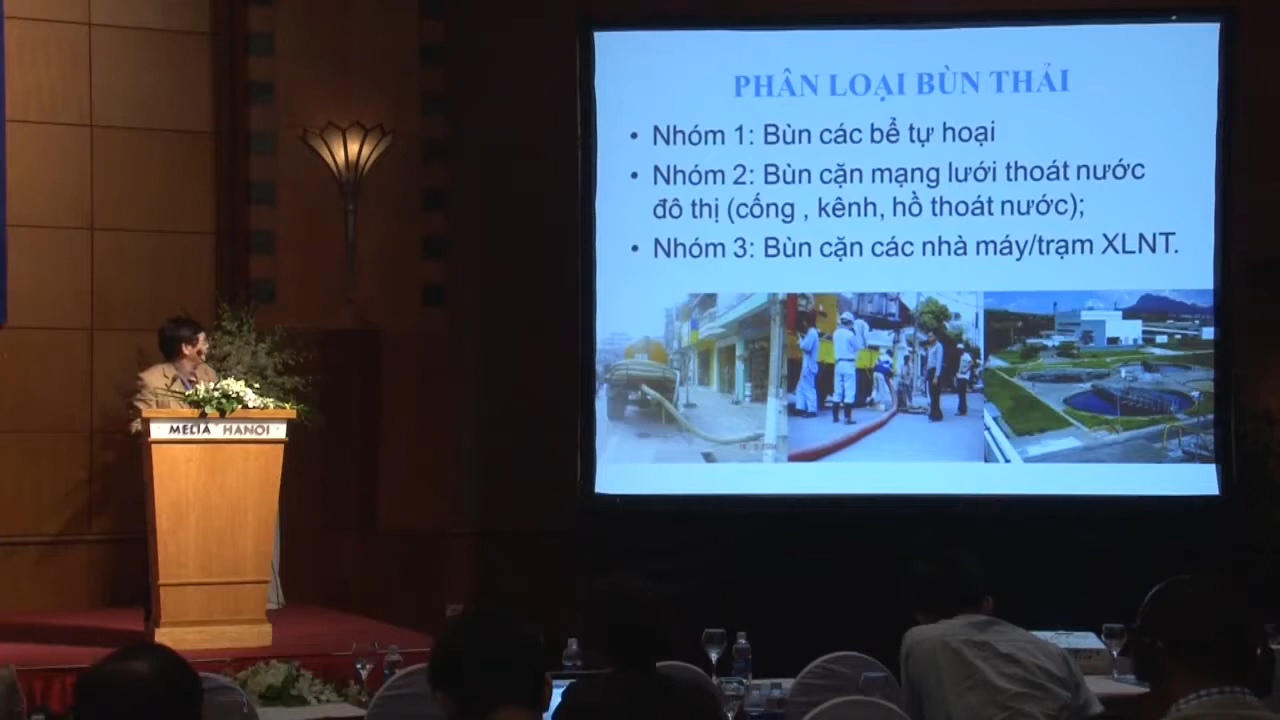 PHÂN LOẠI BÙN THẢI
• Nhóm 1: Bùn các bể tự hoại
• Nhóm 2: Bùn cặn mạng lưới thoát nước
đô thị (cống , kênh, hồ thoát nước);
• Nhóm 3: Bùn cặn các nhà máy/trạm XLNT.
MELIÁ HANOI